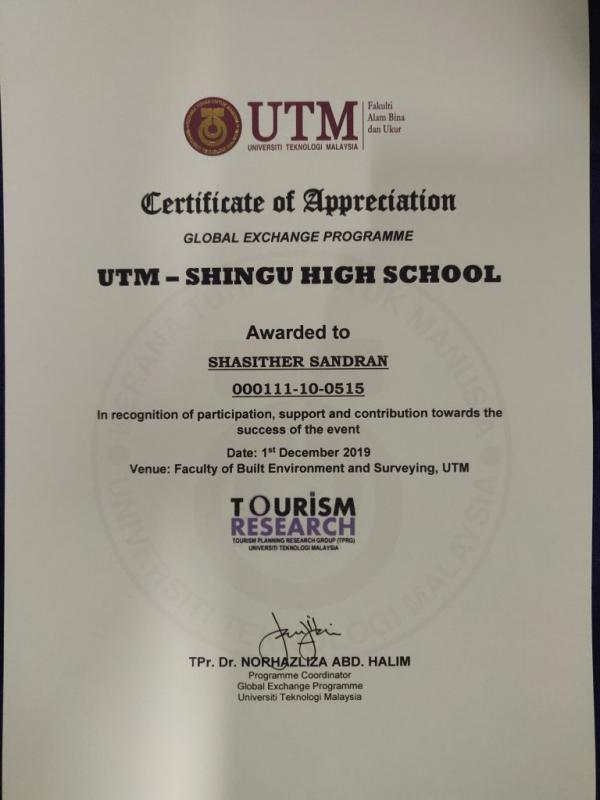 UTM
UNIVERSITI TEKNOLOGI MALAYSIA
Fakulti
Alam Bina
dan Ukur
Certificate of Appreciation
GLOBAL EXCHANGE PROGRAMME
UTM – SHINGU HIGH SCHOOL
Awarded to
SHASITHER SANDRAN
000111-10-0515
In recognition of participation, support and contribution towards the
success of the event
Date: 1st December 2019
Venue: Faculty of Built Environment and Surveying, UTM
TOURISM
RESEARCH
TOURISM PLANNING RESEARCH GROUP (TPRG)
UNIVERSITI TEKNOLOGI MALAYSIA
TPr. Dr. NORHAZLIZA ABD. HALIM
Programme Coordinator
Global Exchange Programme
Universiti Teknologi Malaysia